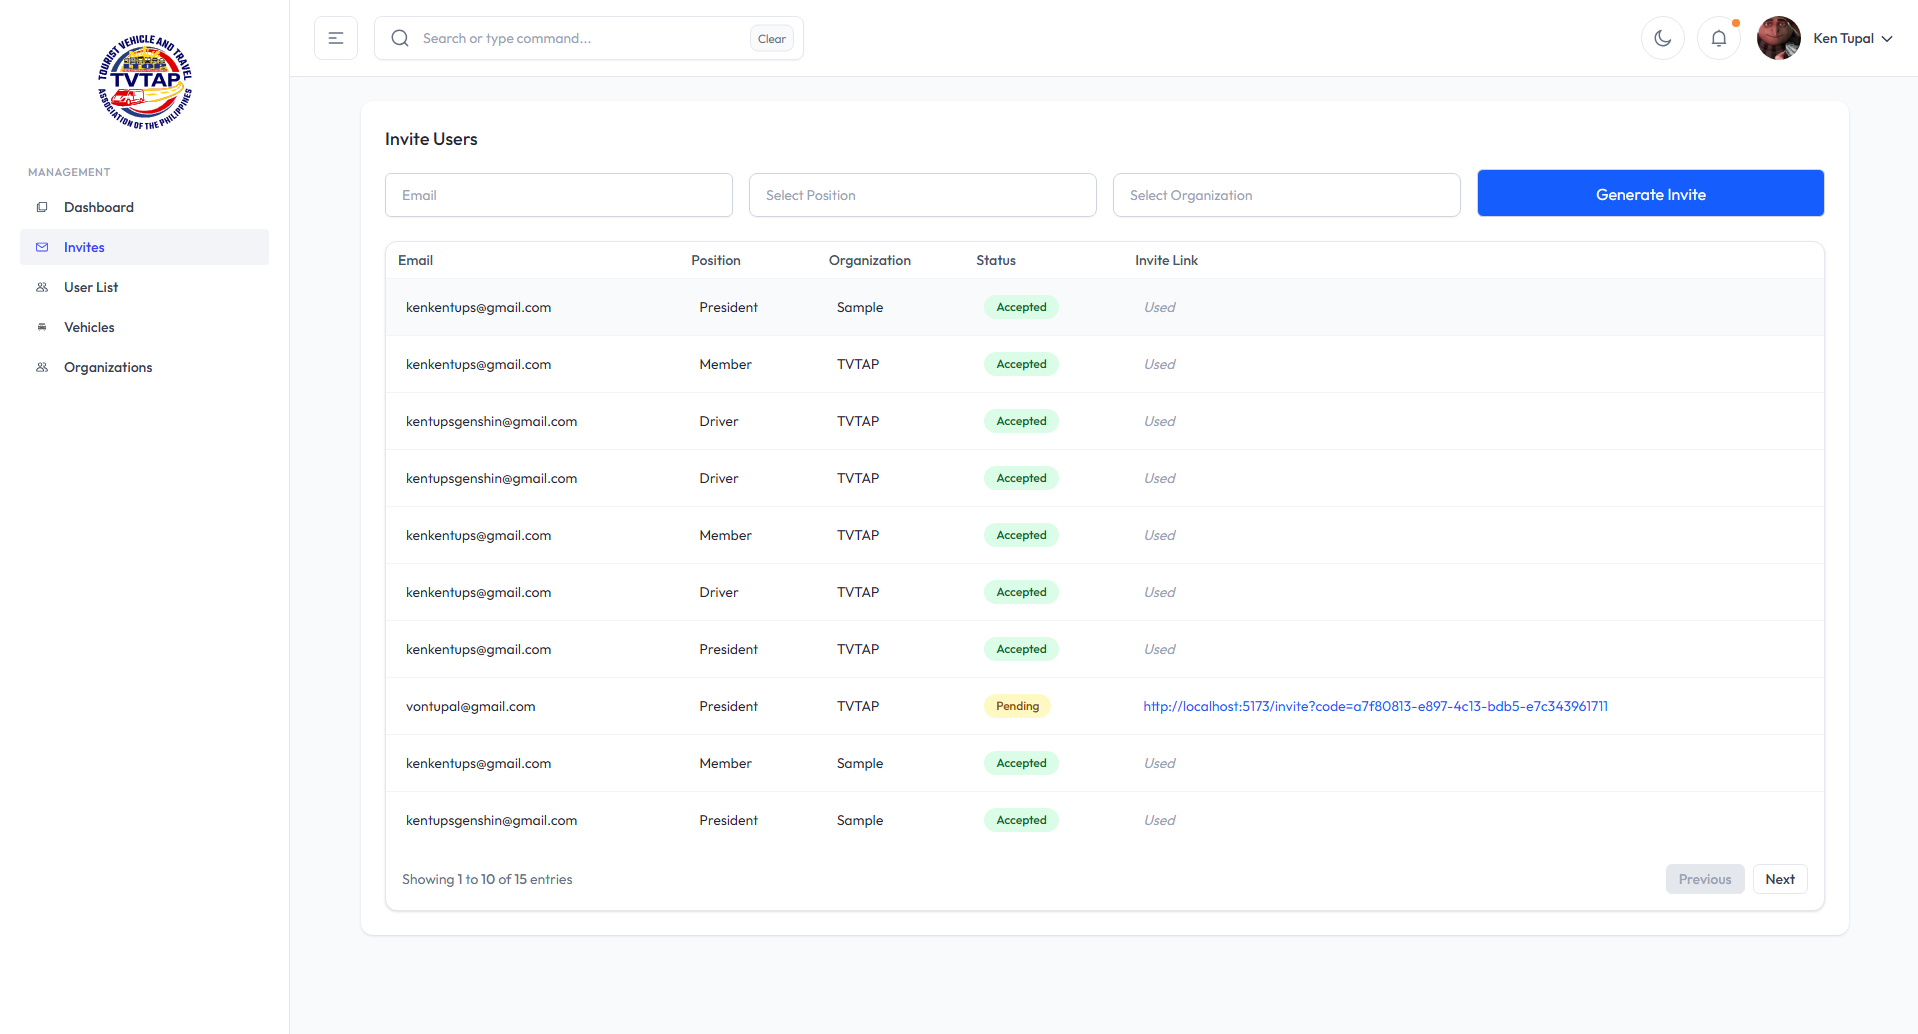 TOURIST VEHICLE AND TRAVEL
LTOP
TVTAP
ASSOCIATION OF THE PHILIPPINES
Search or type command...
Clear
Ken Tupal
MANAGEMENT
Dashboard
Invites
User List
Vehicles
Organizations
Invite Users
Email
Select Position
Select Organization
Generate Invite
Email Position Organization Status Invite Link
kenkentups@gmail.com President Sample Accepted Used
kenkentups@gmail.com Member TVTAP Accepted Used
kentupsgenshin@gmail.com Driver TVTAP Accepted Used
kentupsgenshin@gmail.com Driver TVTAP Accepted Used
kenkentups@gmail.com Member TVTAP Accepted Used
kenkentups@gmail.com Driver TVTAP Accepted Used
kenkentups@gmail.com President TVTAP Accepted Used
vontupal@gmail.com President TVTAP Pending http://localhost:5173/invite?code=a7f80813-e897-4c13-bdb5-e7c343961711
kenkentups@gmail.com Member Sample Accepted Used
kentupsgenshin@gmail.com President Sample Accepted Used
Showing 1 to 10 of 15 entries
Previous
Next